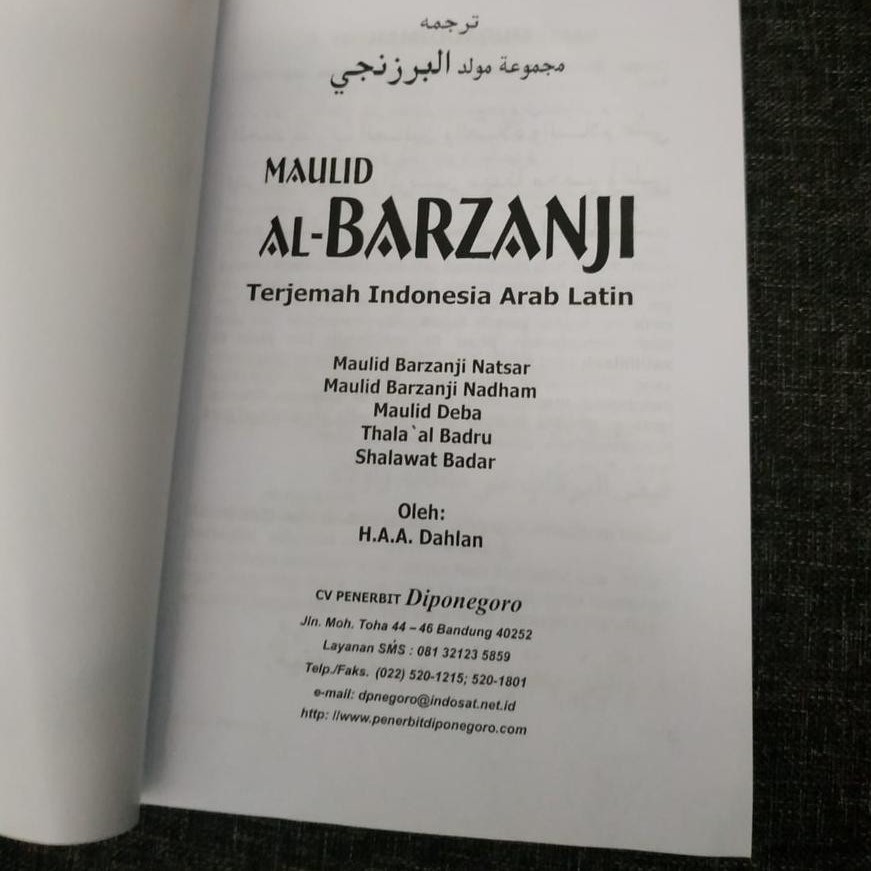 ترجمه
مجموعة مولد البرزنجي
MAULID
AL-BARZANJI
Terjemah Indonesia Arab Latin
Maulid Barzanji Natsar
Maulid Barzanji Nadham
Maulid Deba
Thala`al Badru
Shalawat Badar
Oleh:
H.A.A. Dahlan
CV PENERBIT Diponegoro
Jln. Moh. Toha 44 – 46 Bandung 40252
Layanan SMS : 081 32123 5859
Telp./Faks. (022) 520-1215; 520-1801
e-mail: dpnegoro@indosat.net.id
http: //www.penerbitdiponegoro.com